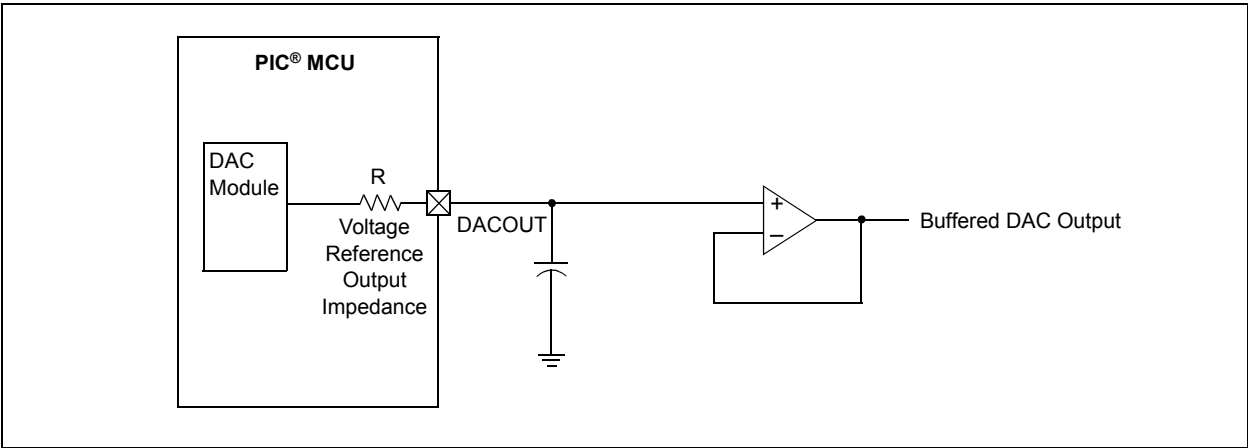 PIC® MCU
DAC
Module
R
Voltage
Reference
Output
Impedance
DACOUT
+
–
Buffered DAC Output